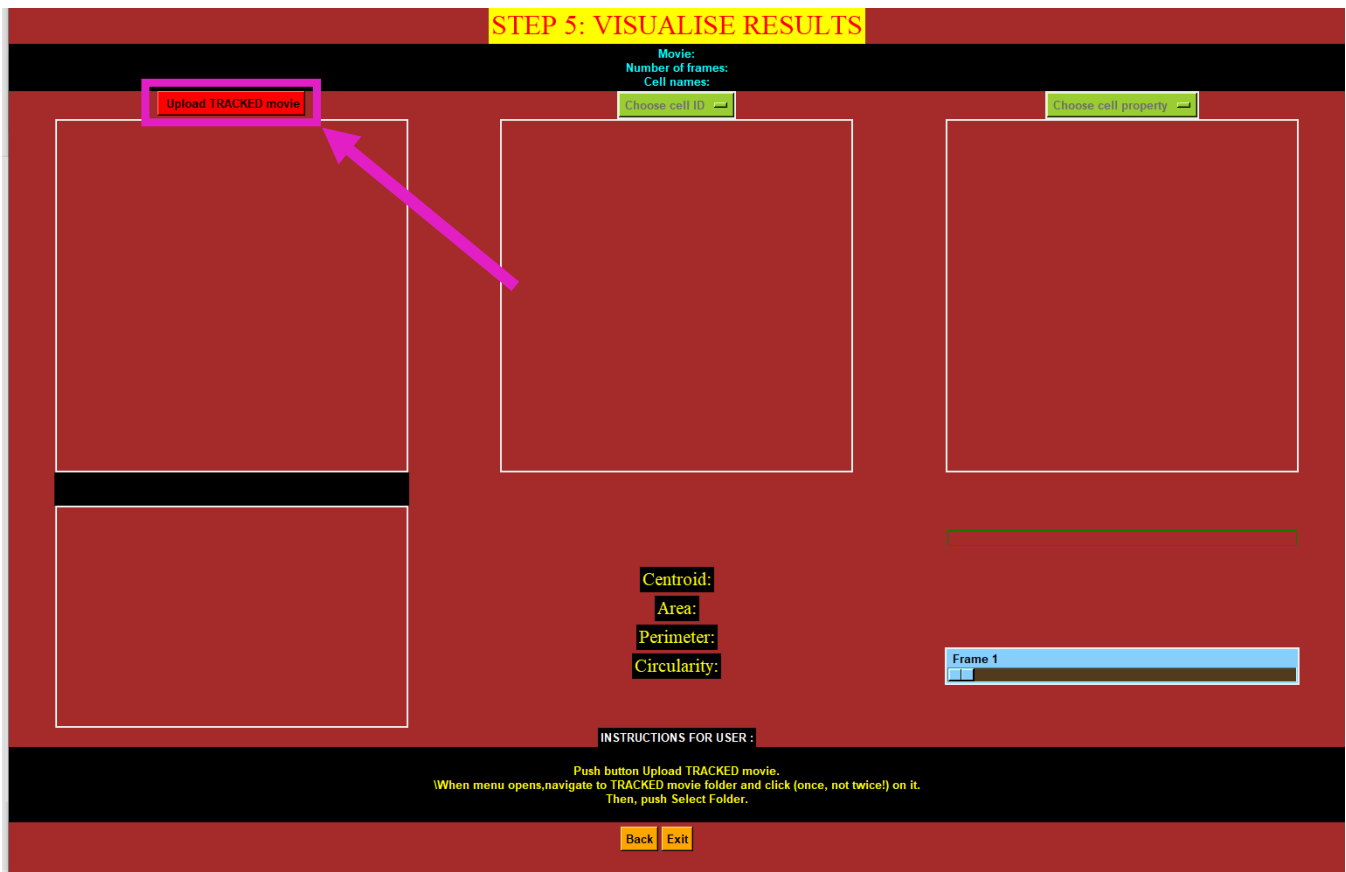 STEP 5: VISUALISE RESULTS
Movie:
Number of frames:
Cell names:
Upload TRACKED movie
Choose cell ID
Choose cell property
Centroid:
Area:
Perimeter:
Circularity:
Frame 1
INSTRUCTIONS FOR USER :
Push button Upload TRACKED movie.
\When menu opens,navigate to TRACKED movie folder and click (once, not twice!) on it.
Then, push Select Folder.
Back
Exit